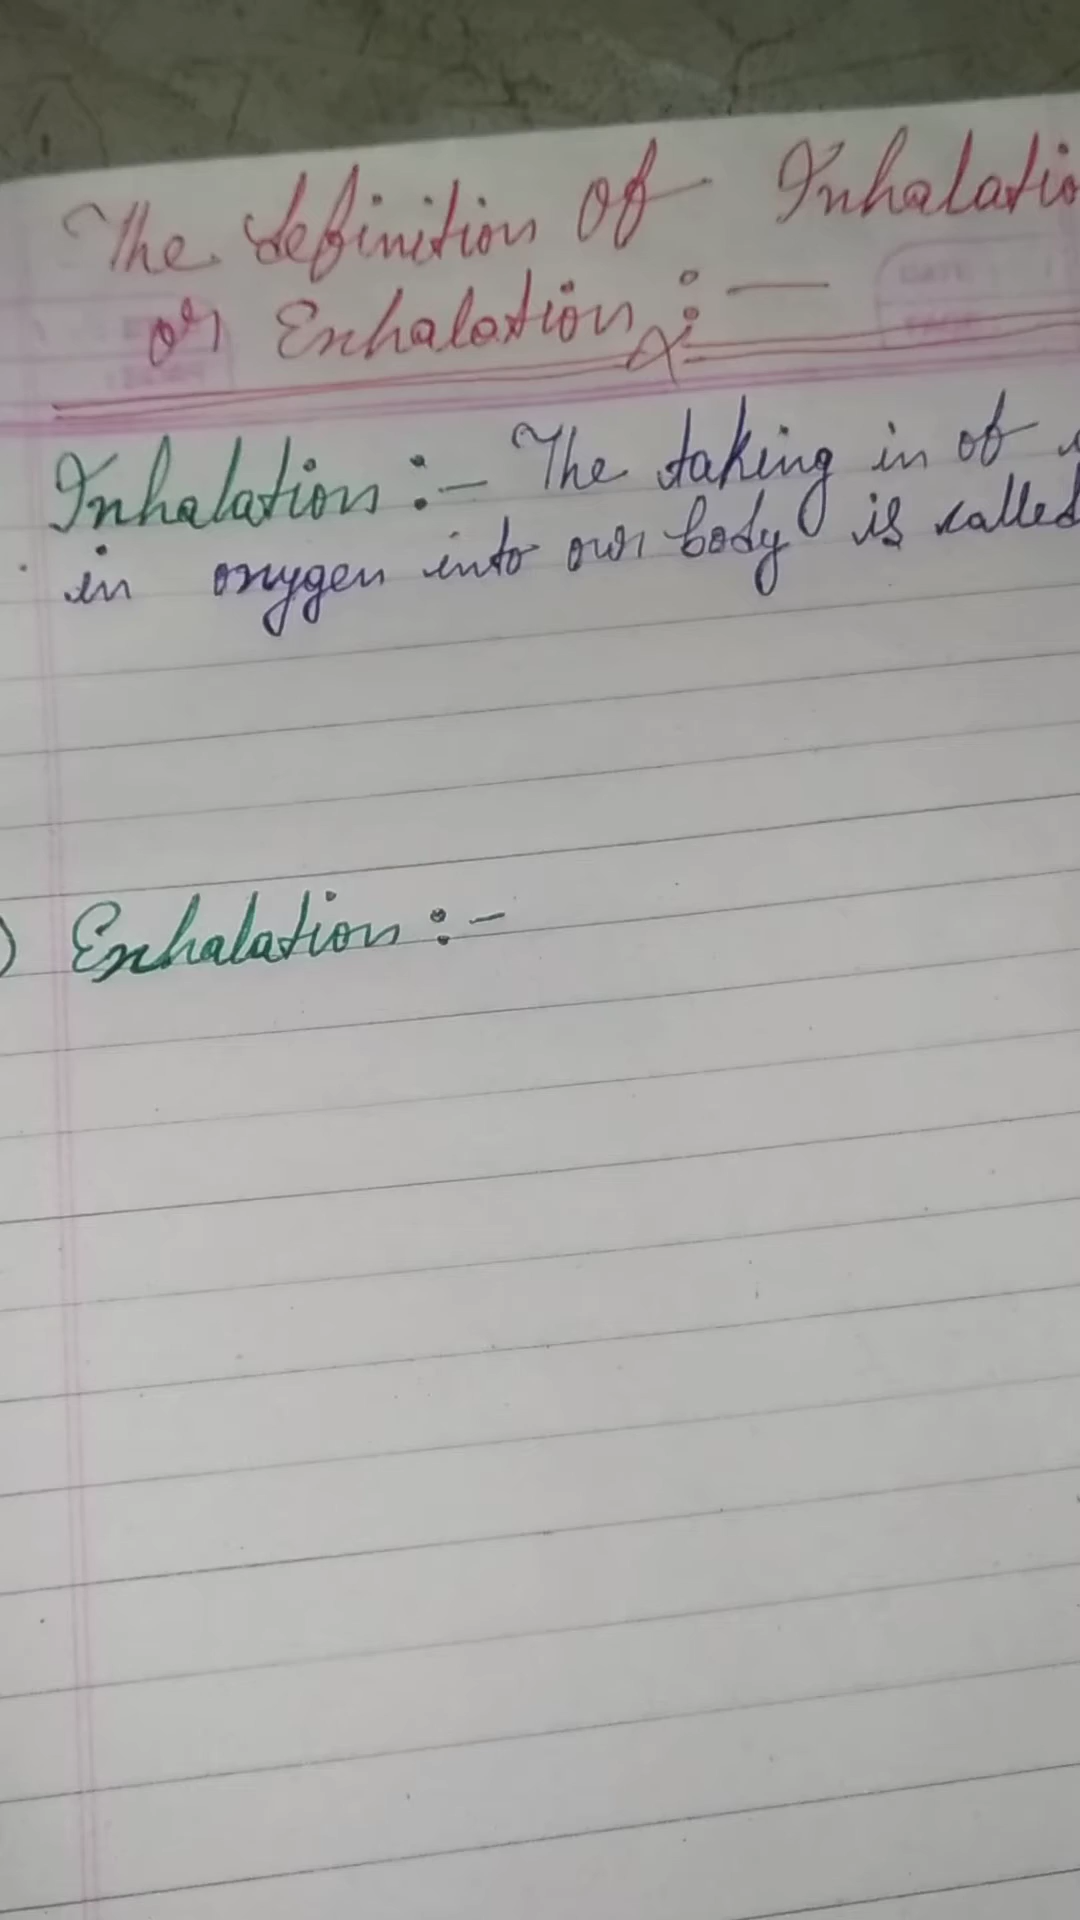 The definition of Inhalatio
or Exhalation :—
Inhalation :- The taking in of
in oxygen into our body is called
) Exhalation :-
DATE